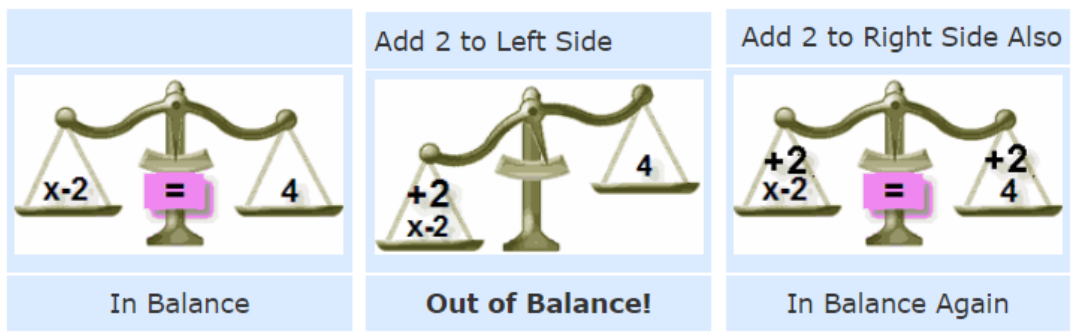 Add 2 to Left Side
Add 2 to Right Side Also
x-2
=
4
+2
x-2
4
+2
x-2
=
+2
4
In Balance
Out of Balance!
In Balance Again